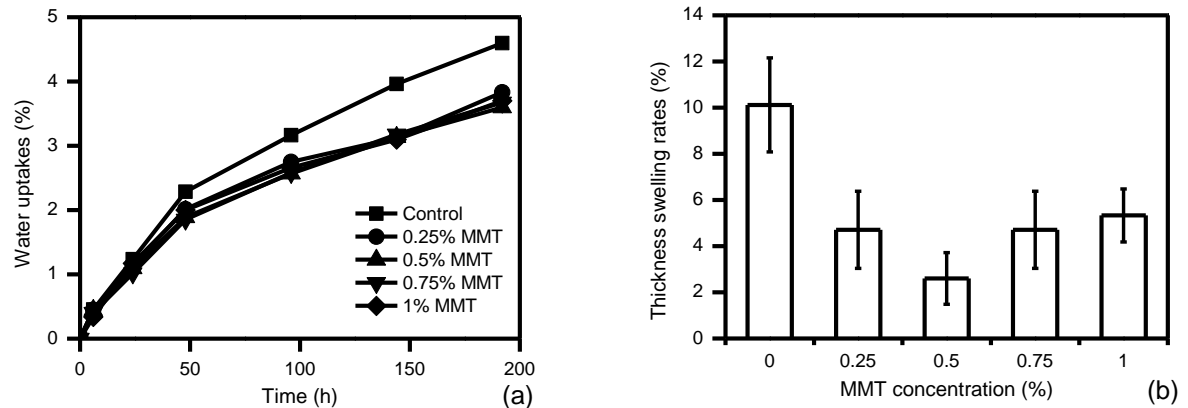 5
4
3
2
1
0
Water uptakes (%)
0
50
100
150
200
Time (h)
Control
0.25% MMT
0.5% MMT
0.75% MMT
1% MMT
(a)
14
12
10
8
6
4
2
0
Thickness swelling rates (%)
0
0.25
0.5
0.75
1
MMT concentration (%)
(b)